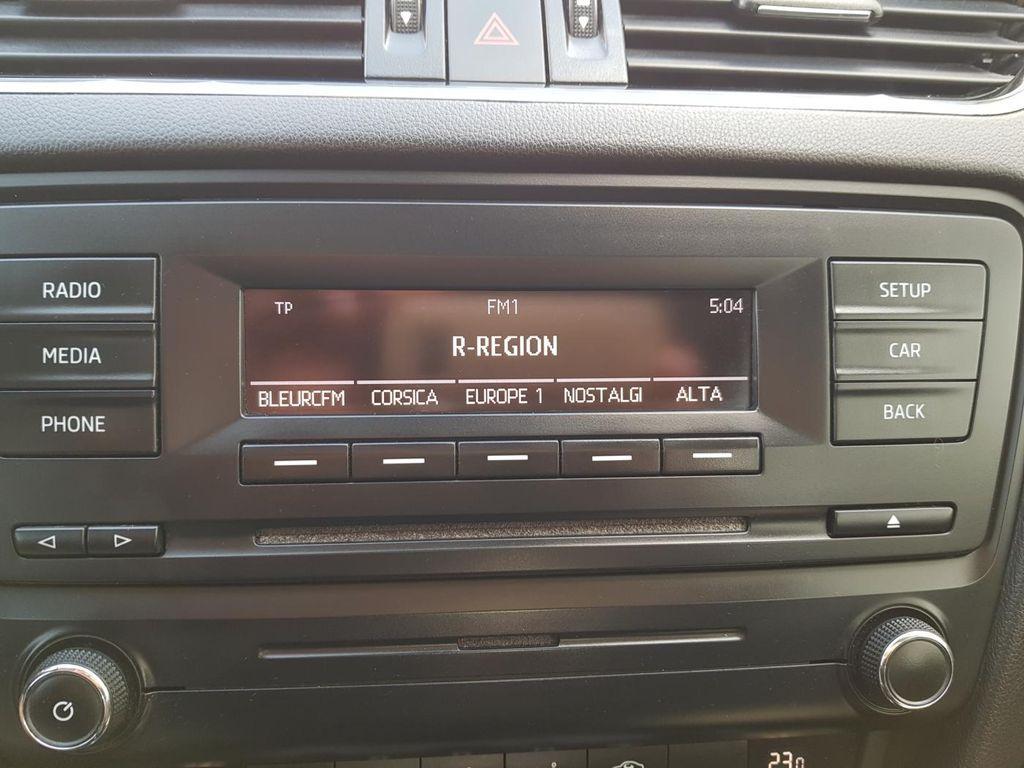 TP FM1 5:04
RADIO SETUP
R-REGION
MEDIA CAR
BLEURCFM CORSICA EUROPE 1 NOSTALGI ALTA
PHONE BACK